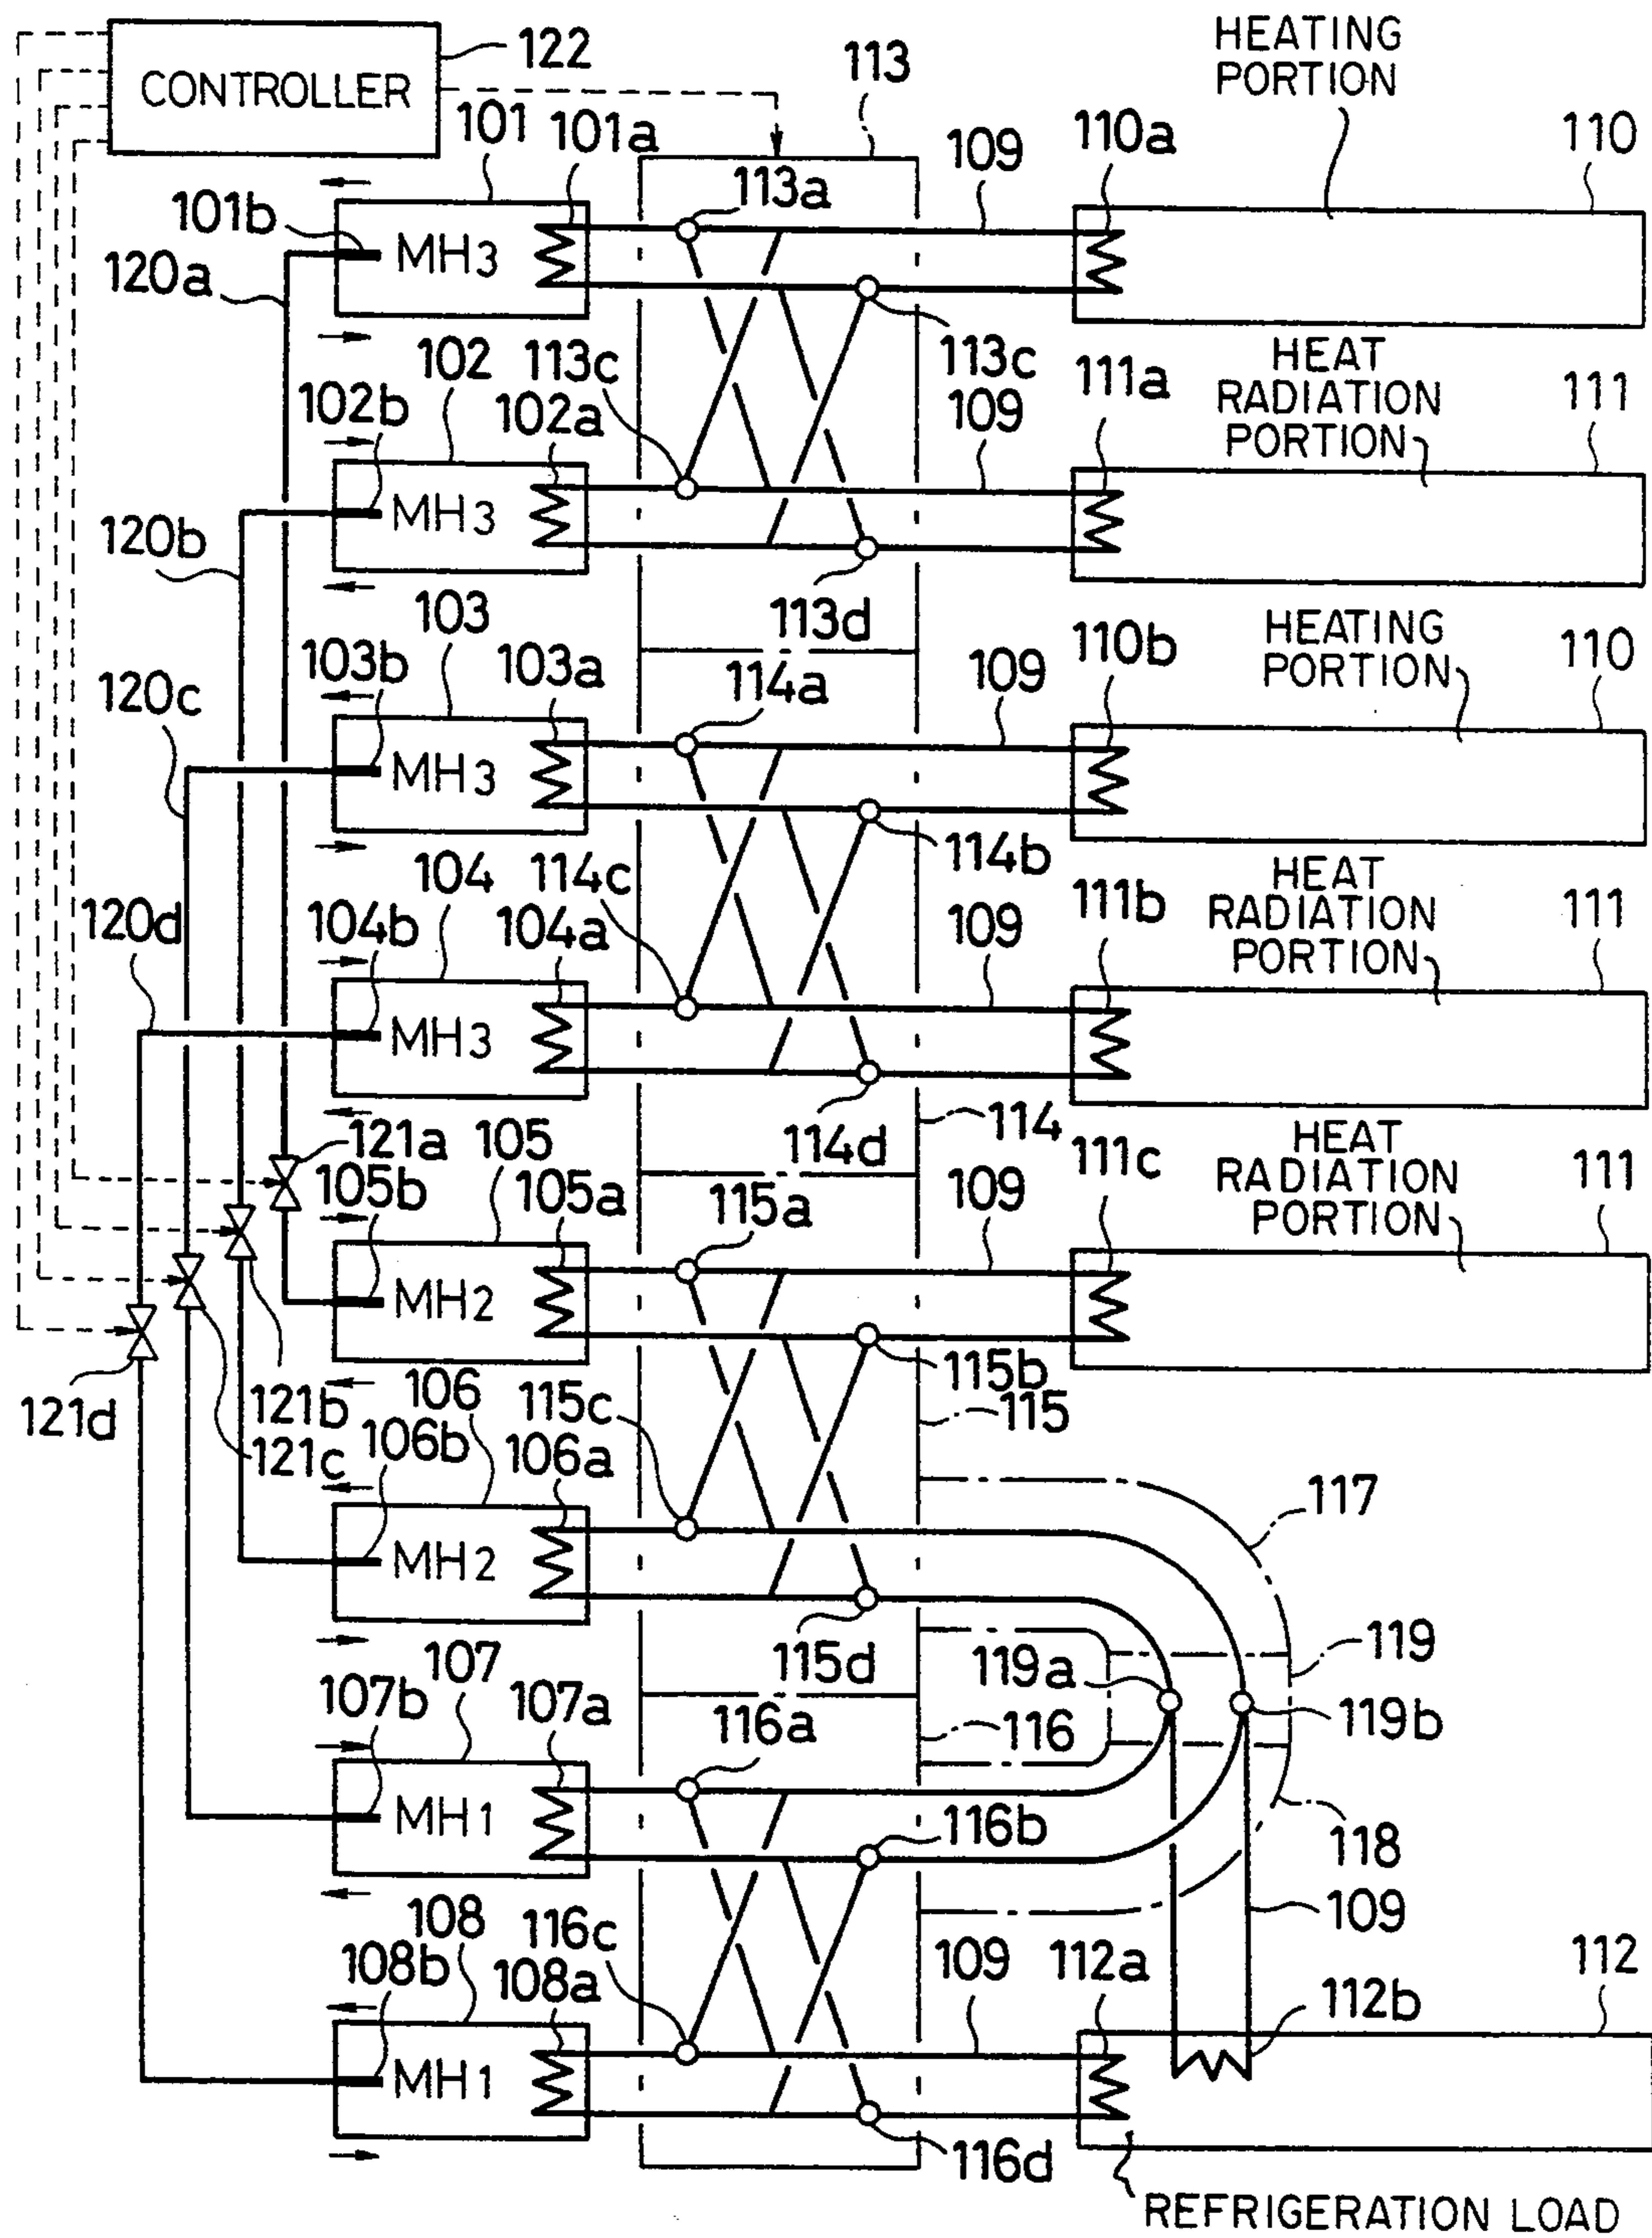 HEATING
PORTION
CONTROLLER
122
113
101
101a
109
110a
110
113a
101b
MH3
120a
HEAT
RADIATION
PORTION
102
113c
113c
111a
111
102b
102a
109
MH3
120b
113d
103
HEATING
PORTION
103b
103a
114a
109
110b
110
120c
MH3
114b
HEAT
RADIATION
PORTION
104
114c
120d
104b
104a
109
111b
111
MH3
114
114d
HEAT
RADIATION
PORTION
121a
105
111c
105b
105a
115a
109
111
MH2
115b
121d
121b
106
115c
115
121c
106b
106a
117
MH2
115d
119a
119
107
107b
107a
116a
116
119b
MH1
116b
118
108
116c
109
108b
108a
109
112a
112
112b
MH1
116d
REFRIGERATION LOAD